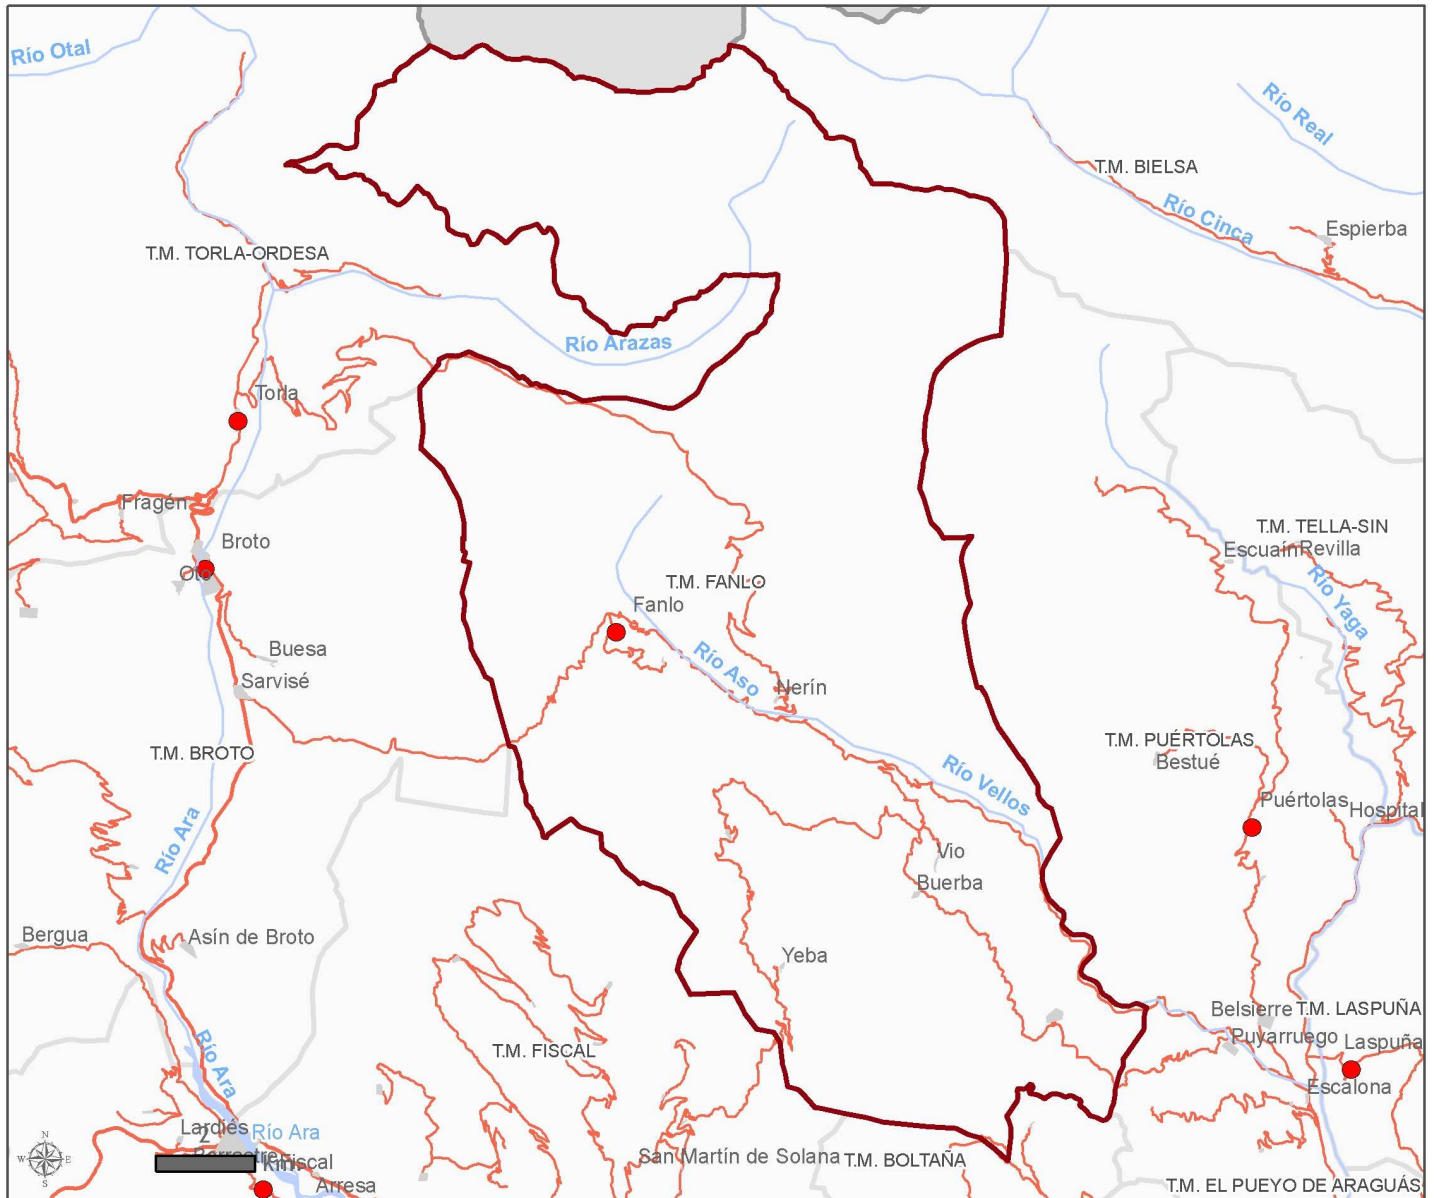 Río Otal
Río Real
T.M. BIELSA
Río Cinca
Espierba
T.M. TORLA-ORDESA
Río Arazas
Torla
Fragén
Broto
Oto
T.M. TELLA-SIN
Escuaín
Revilla
Río Yaga
T.M. FANLO
Fanlo
Buesa
Sarvisé
Río Aso
Nerín
T.M. BROTO
T.M. PUÉRTOLAS
Bestué
Río Vellos
Puértolas
Hospital
Río Ara
Vio
Buerba
Bergua
Asín de Broto
Yeba
Belsierre
T.M. LASPUÑA
Río Ara
T.M. FISCAL
Puyarruego
Laspuña
Escalona
Lardiés
2
Río Ara
Borrastre
Km
Fiscal
San Martín de Solana
T.M. BOLTAÑA
Arresa
T.M. EL PUEYO DE ARAGUÁS
N
W
E
S